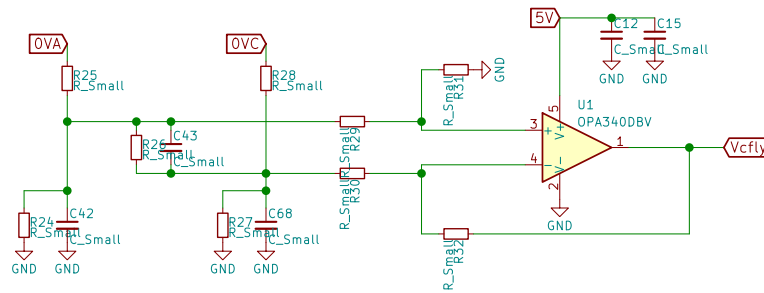 5V
C12
C15
C_Small
C_Small
GND
GND
0VA
0VC
R25
R_Small
R28
R_Small
R31
R_Small
GND
U1
OPA340DBV
5
V+
3
+
4
-
V-
2
1
GND
Vcfly
R26
R_Small
C43
C_Small
R29
R_Small
R30
R_Small
R24
R_Small
C42
C_Small
GND
GND
R27
R_Small
C68
C_Small
GND
GND
R32
R_Small